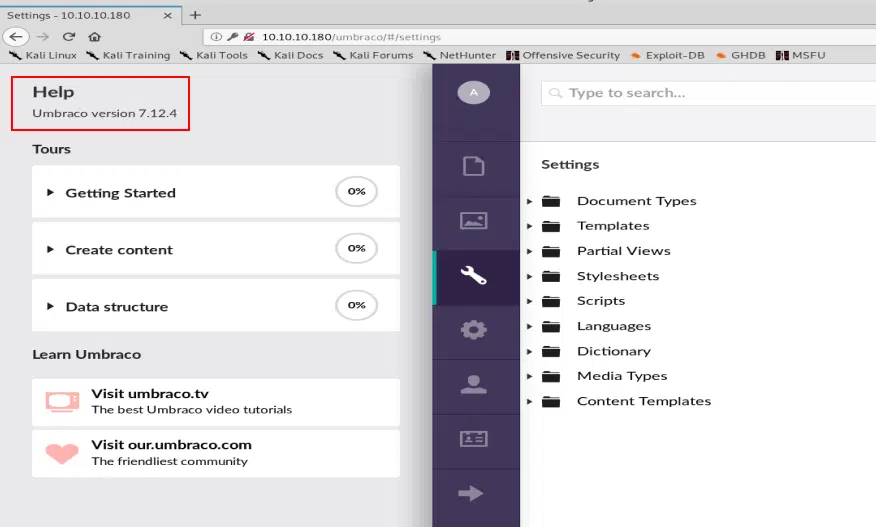 Settings - 10.10.10.180
10.10.10.180/umbraco/#/settings
Kali Linux Kali Training Kali Tools Kali Docs Kali Forums NetHunter Offensive Security Exploit-DB GHDB MSFU
Help
Umbraco version 7.12.4
Tours
Getting Started 0%
Create content 0%
Data structure 0%
Learn Umbraco
Visit umbraco.tv
The best Umbraco video tutorials
Visit our.umbraco.com
The friendliest community
A
Type to search...
Settings
Document Types
Templates
Partial Views
Stylesheets
Scripts
Languages
Dictionary
Media Types
Content Templates